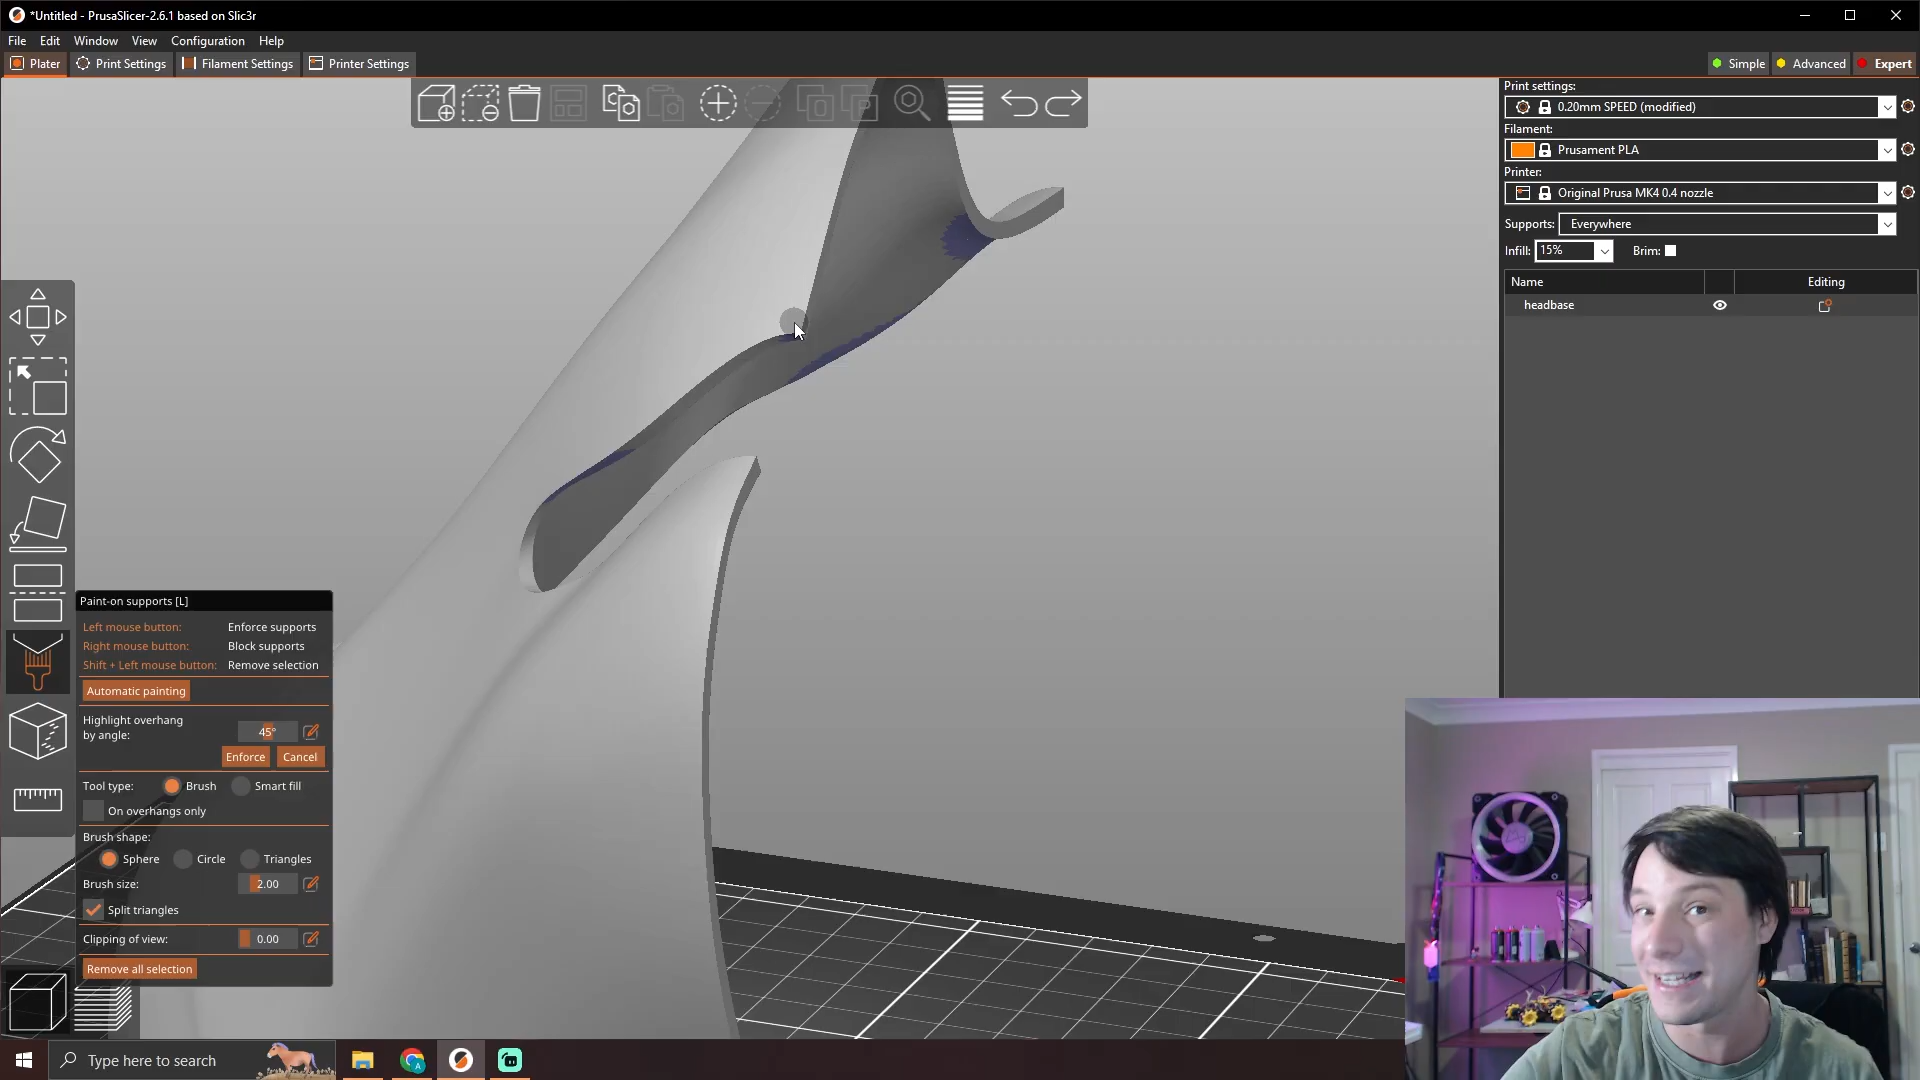 *Untitled - PrusaSlicer-2.6.1 based on Slic3r
File Edit Window View Configuration Help
Plater Print Settings Filament Settings Printer Settings
Simple Advanced Expert
Print settings:
0.20mm SPEED (modified)
Filament:
Prusament PLA
Printer:
Original Prusa MK4 0.4 nozzle
Supports: Everywhere
Infill: 15% Brim:
Name Editing
headbase
Paint-on supports [L]
Left mouse button: Enforce supports
Right mouse button: Block supports
Shift + Left mouse button: Remove selection
Automatic painting
Highlight overhang
by angle: 45°
Enforce Cancel
Tool type: Brush Smart fill
On overhangs only
Brush shape:
Sphere Circle Triangles
Brush size: 2.00
Split triangles
Clipping of view: 0.00
Remove all selection
Type here to search